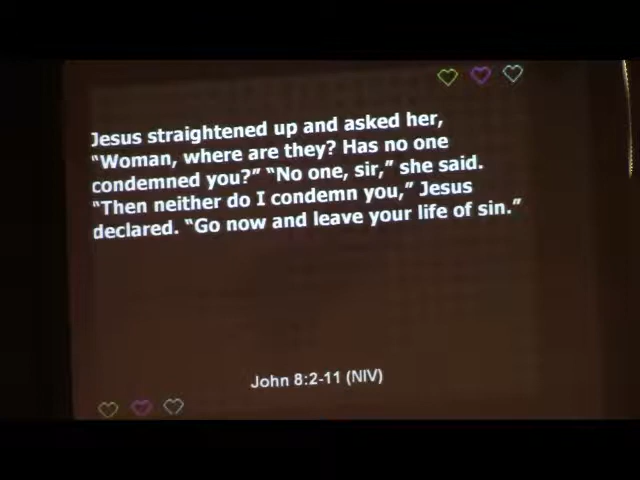 Jesus straightened up and asked her,
“Woman, where are they? Has no one
condemned you?” “No one, sir,” she said.
“Then neither do I condemn you,” Jesus
declared. “Go now and leave your life of sin.”
John 8:2-11 (NIV)